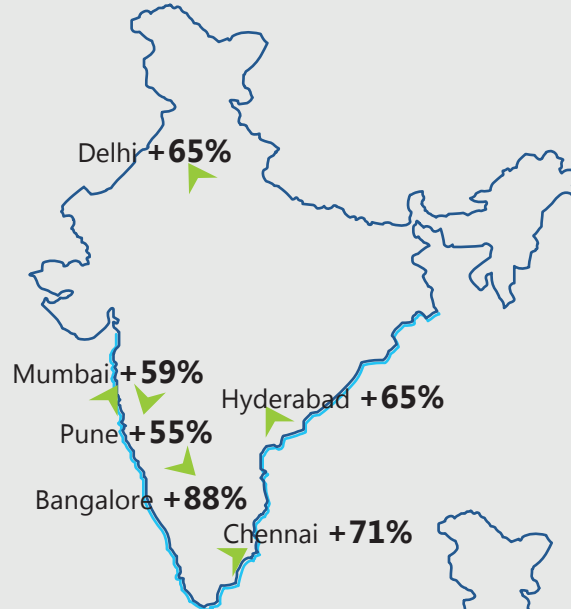 Delhi +65%
Mumbai +59%
Hyderabad +65%
Pune +55%
Bangalore +88%
Chennai +71%